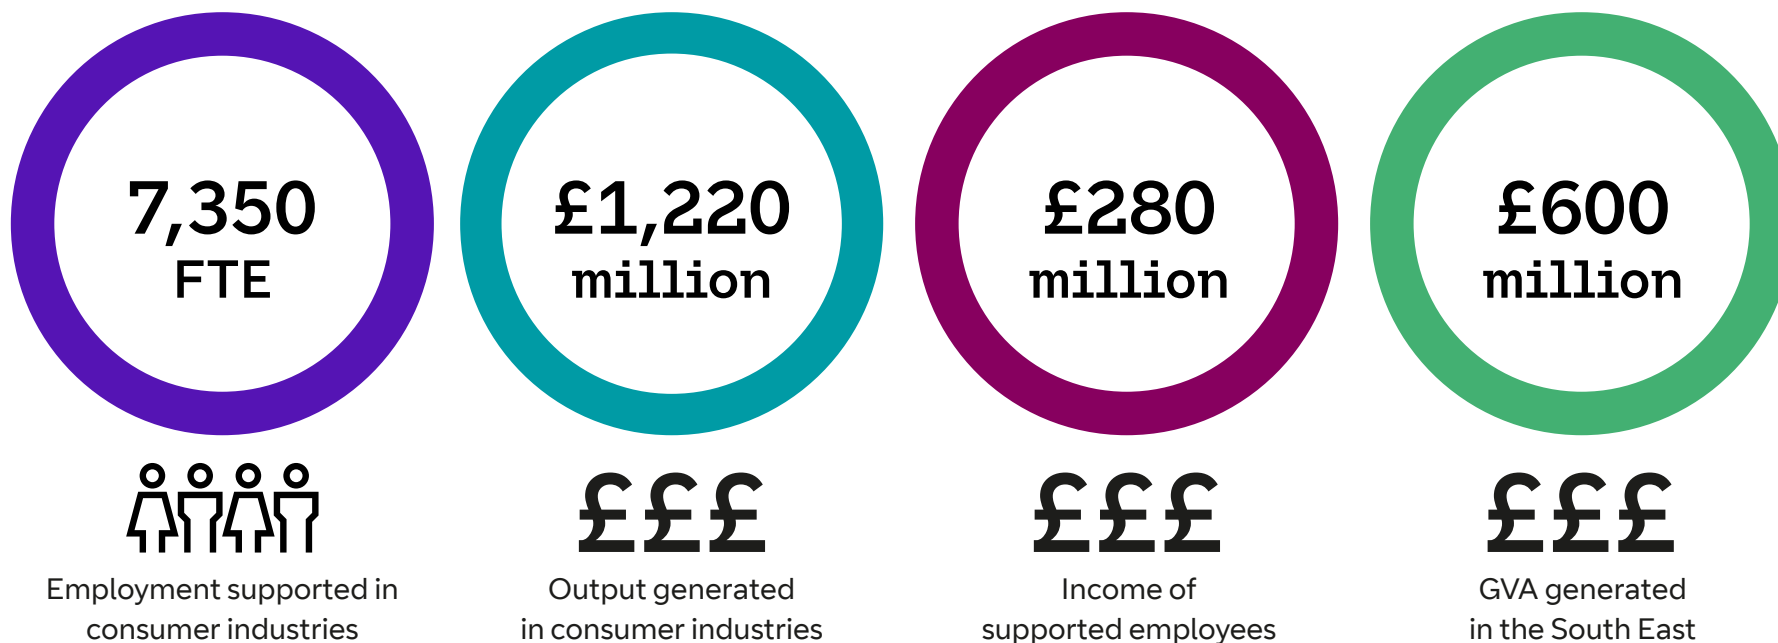 7,350
FTE
£1,220
million
£280
million
£600
million
£££
£££
£££
Employment supported in
consumer industries
Output generated
in consumer industries
Income of
supported employees
GVA generated
in the South East